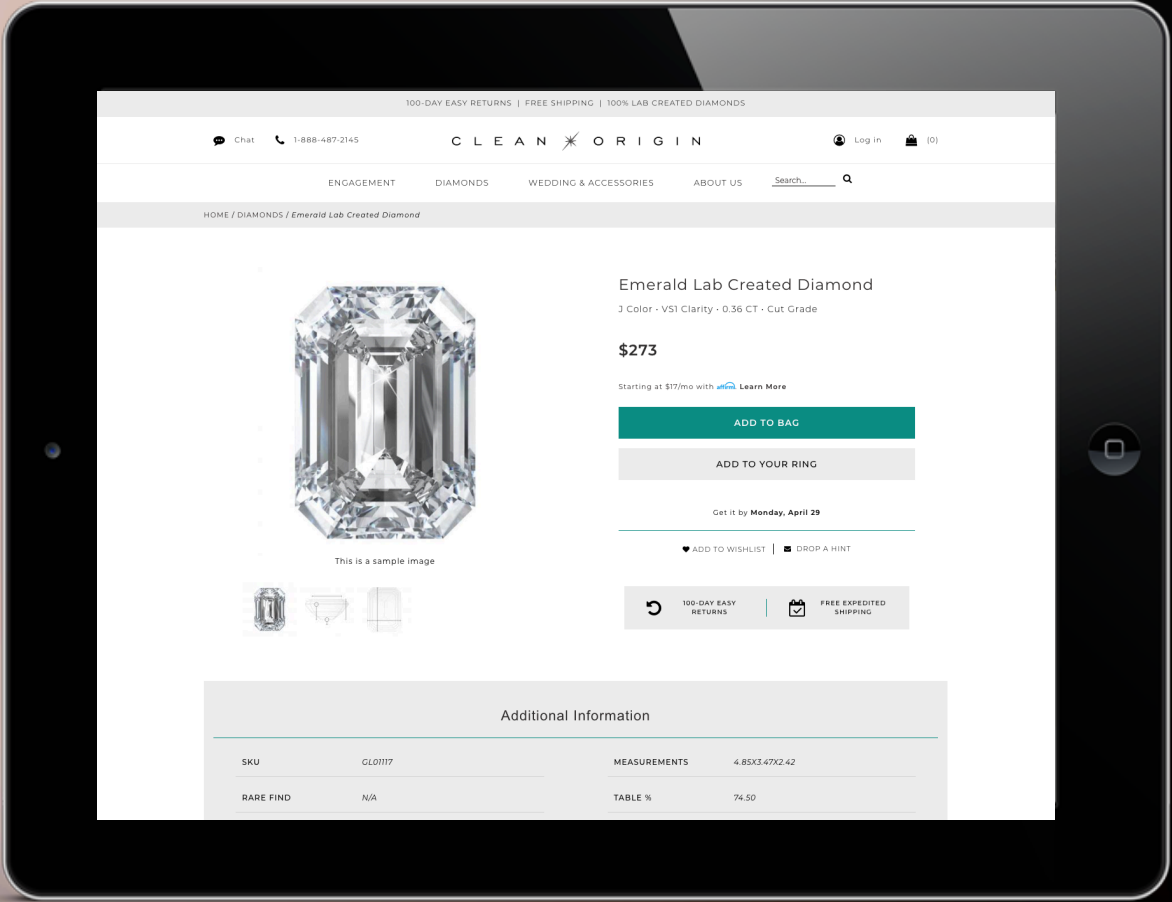 100-DAY EASY RETURNS | FREE SHIPPING | 100% LAB CREATED DIAMONDS
Chat 1-888-487-2145 CLEAN ORIGIN Log in (0)
ENGAGEMENT DIAMONDS WEDDING & ACCESSORIES ABOUT US Search...
HOME / DIAMONDS / Emerald Lab Created Diamond
Emerald Lab Created Diamond
J Color • VS1 Clarity • 0.36 CT • Cut Grade
$273
Starting at $17/mo with affirm. Learn More
ADD TO BAG
ADD TO YOUR RING
Get it by Monday, April 29
ADD TO WISHLIST | DROP A HINT
This is a sample image
100-DAY EASY
RETURNS
FREE EXPEDITED
SHIPPING
Additional Information
SKU GL01117 MEASUREMENTS 4.85X3.47X2.42
RARE FIND N/A TABLE % 74.50